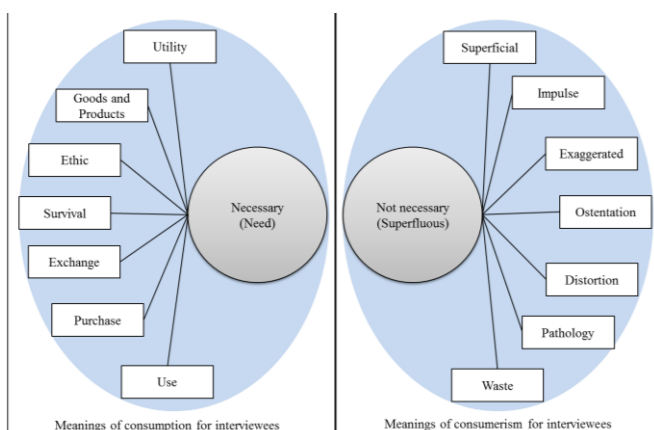 Utility
Goods and
Products
Ethic
Survival
Exchange
Purchase
Use
Necessary
(Need)
Meanings of consumption for interviewees
Superficial
Impulse
Exaggerated
Ostentation
Distortion
Pathology
Waste
Not necessary
(Superfluous)
Meanings of consumerism for interviewees